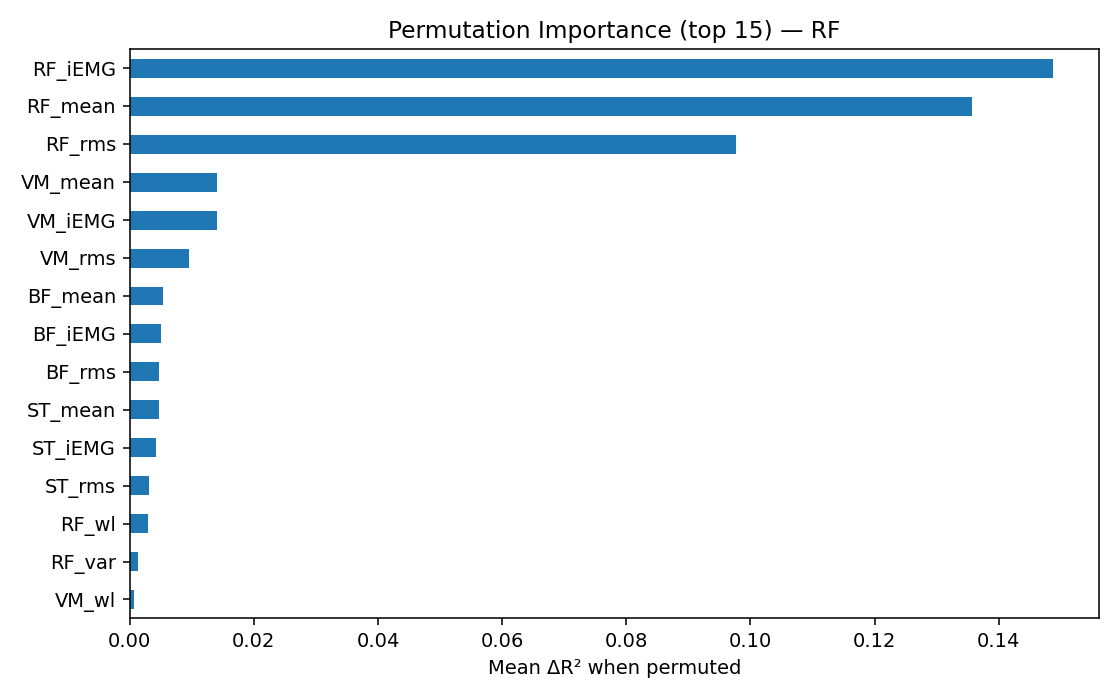 Permutation Importance (top 15) — RF
RF_iEMG
RF_mean
RF_rms
VM_mean
VM_iEMG
VM_rms
BF_mean
BF_iEMG
BF_rms
ST_mean
ST_iEMG
ST_rms
RF_wl
RF_var
VM_wl
0.00 0.02 0.04 0.06 0.08 0.10 0.12 0.14
Mean ΔR² when permuted